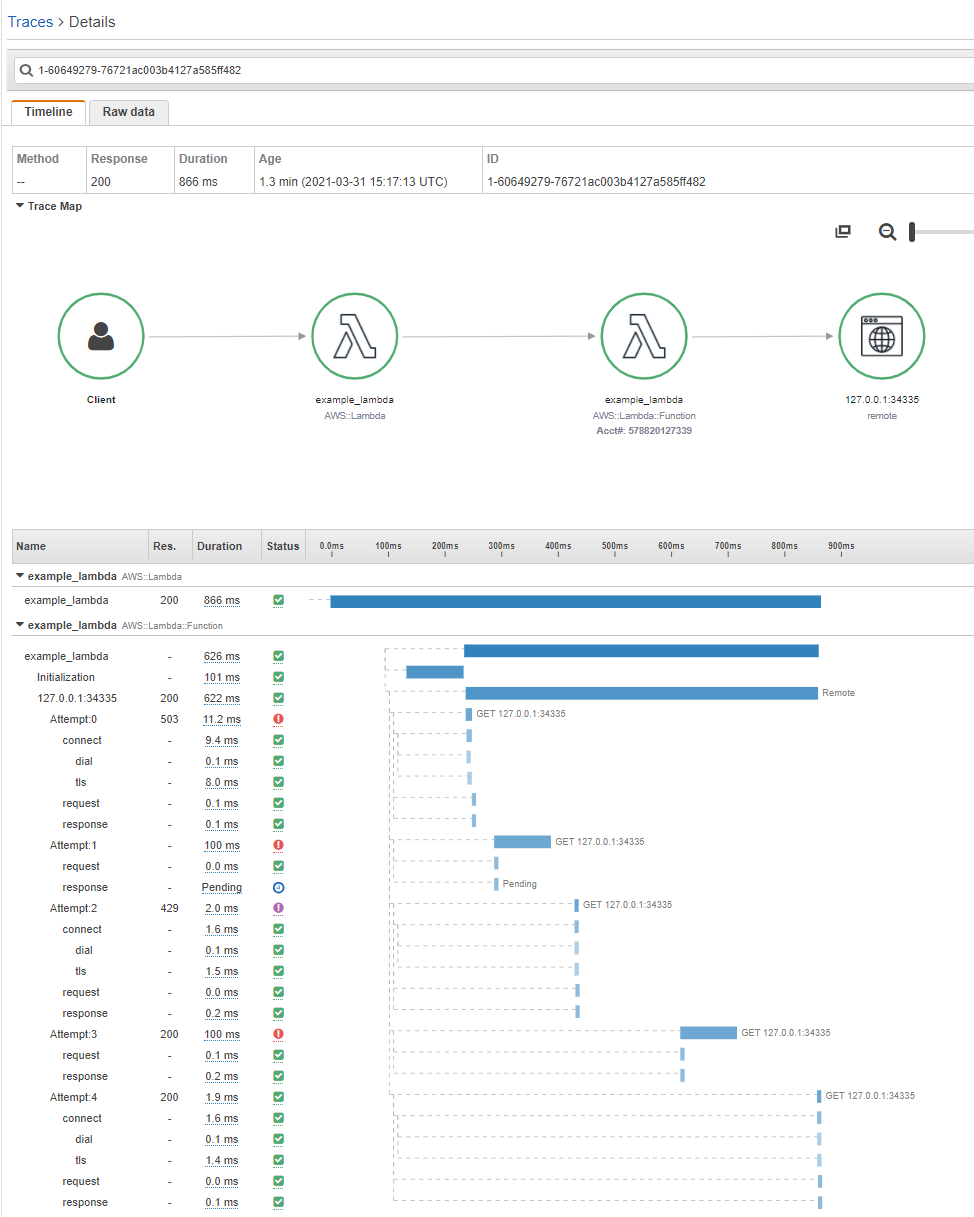 Traces > Details
1-60649279-76721ac003b4127a585ff482
Timeline Raw data
Method Response Duration Age ID
-- 200 866 ms 1.3 min (2021-03-31 15:17:13 UTC) 1-60649279-76721ac003b4127a585ff482
Trace Map
Client example_lambda example_lambda 127.0.0.1:34335
AWS::Lambda AWS::Lambda::Function remote
Acct#: 578820127339
Name Res. Duration Status 0.0ms 100ms 200ms 300ms 400ms 500ms 600ms 700ms 800ms 900ms
example_lambda AWS::Lambda
example_lambda 200 866 ms
example_lambda AWS::Lambda::Function
example_lambda - 626 ms
Initialization - 101 ms
127.0.0.1:34335 200 622 ms Remote
Attempt:0 503 11.2 ms GET 127.0.0.1:34335
connect - 9.4 ms
dial - 0.1 ms
tls - 8.0 ms
request - 0.1 ms
response - 0.1 ms
Attempt:1 - 100 ms GET 127.0.0.1:34335
request - 0.0 ms
response - Pending Pending
Attempt:2 429 2.0 ms GET 127.0.0.1:34335
connect - 1.6 ms
dial - 0.1 ms
tls - 1.5 ms
request - 0.0 ms
response - 0.2 ms
Attempt:3 200 100 ms GET 127.0.0.1:34335
request - 0.1 ms
response - 0.2 ms
Attempt:4 200 1.9 ms GET 127.0.0.1:34335
connect - 1.6 ms
dial - 0.1 ms
tls - 1.4 ms
request - 0.0 ms
response - 0.1 ms